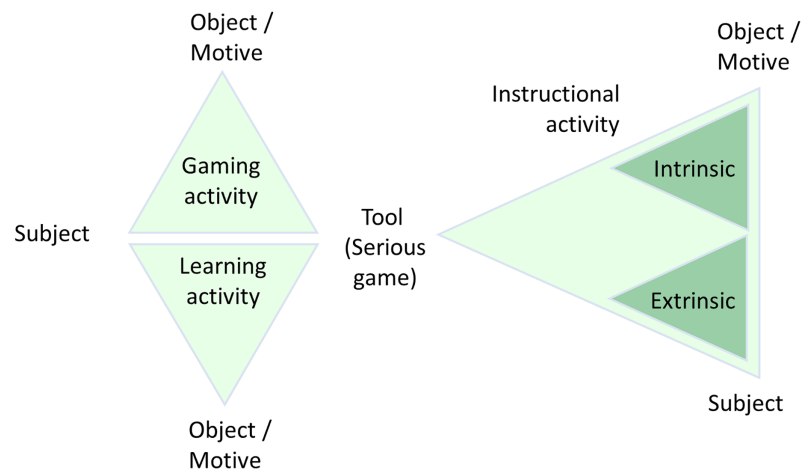 Object /
Motive
Gaming
activity
Subject
Learning
activity
Object /
Motive
Tool
(Serious
game)
Instructional
activity
Object /
Motive
Intrinsic
Extrinsic
Subject